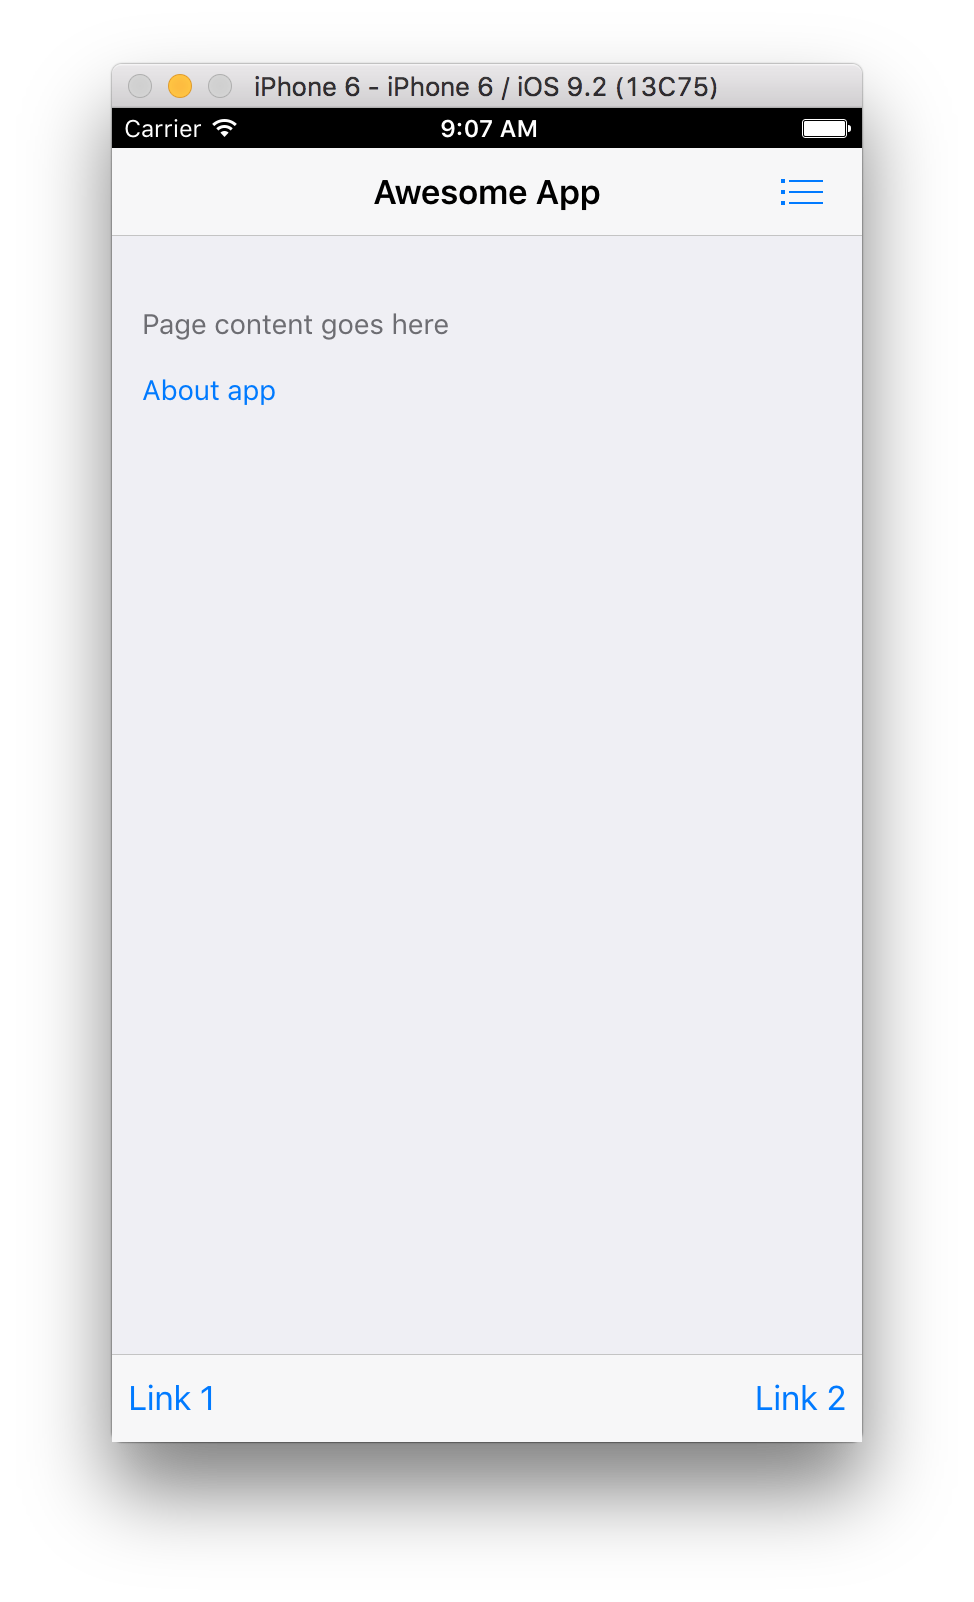 iPhone 6 - iPhone 6 / iOS 9.2 (13C75)
Carrier 9:07 AM
Awesome App
Page content goes here
About app
Link 1 Link 2